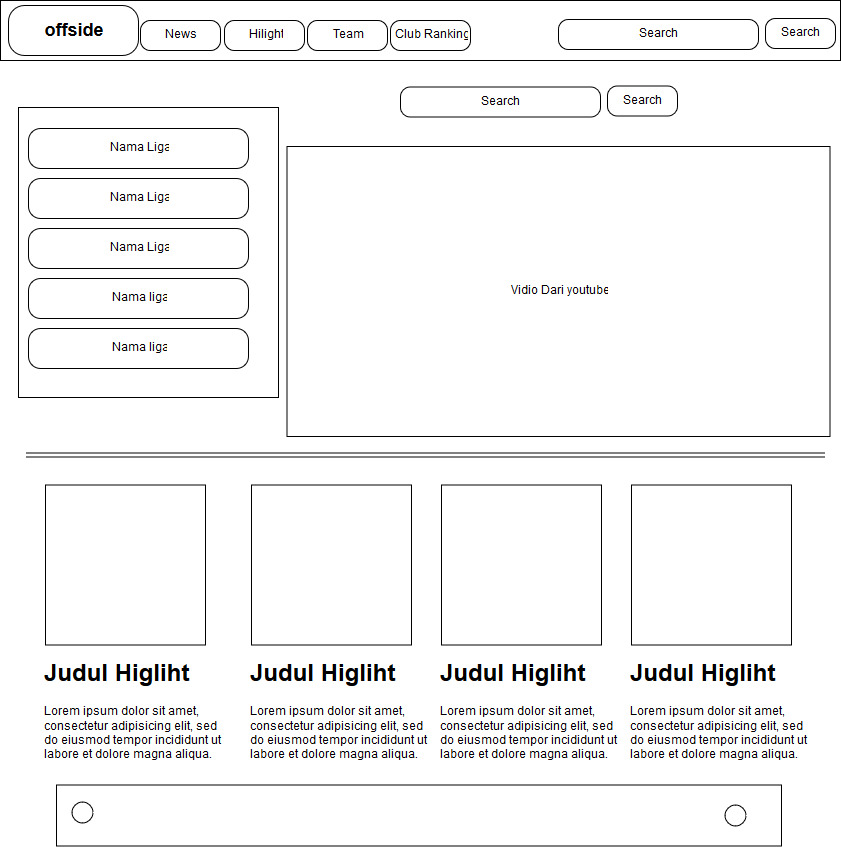 offside
News
Hilight
Team
Club Ranking
Search
Search
Search
Search
Nama Liga
Nama Liga
Nama Liga
Nama liga
Nama liga
Vidio Dari youtube
Judul Higliht
Lorem ipsum dolor sit amet,
consectetur adipisicing elit, sed
do eiusmod tempor incididunt ut
labore et dolore magna aliqua.
Judul Higliht
Lorem ipsum dolor sit amet,
consectetur adipisicing elit, sed
do eiusmod tempor incididunt ut
labore et dolore magna aliqua.
Judul Higliht
Lorem ipsum dolor sit amet,
consectetur adipisicing elit, sed
do eiusmod tempor incididunt ut
labore et dolore magna aliqua.
Judul Higliht
Lorem ipsum dolor sit amet,
consectetur adipisicing elit, sed
do eiusmod tempor incididunt ut
labore et dolore magna aliqua.